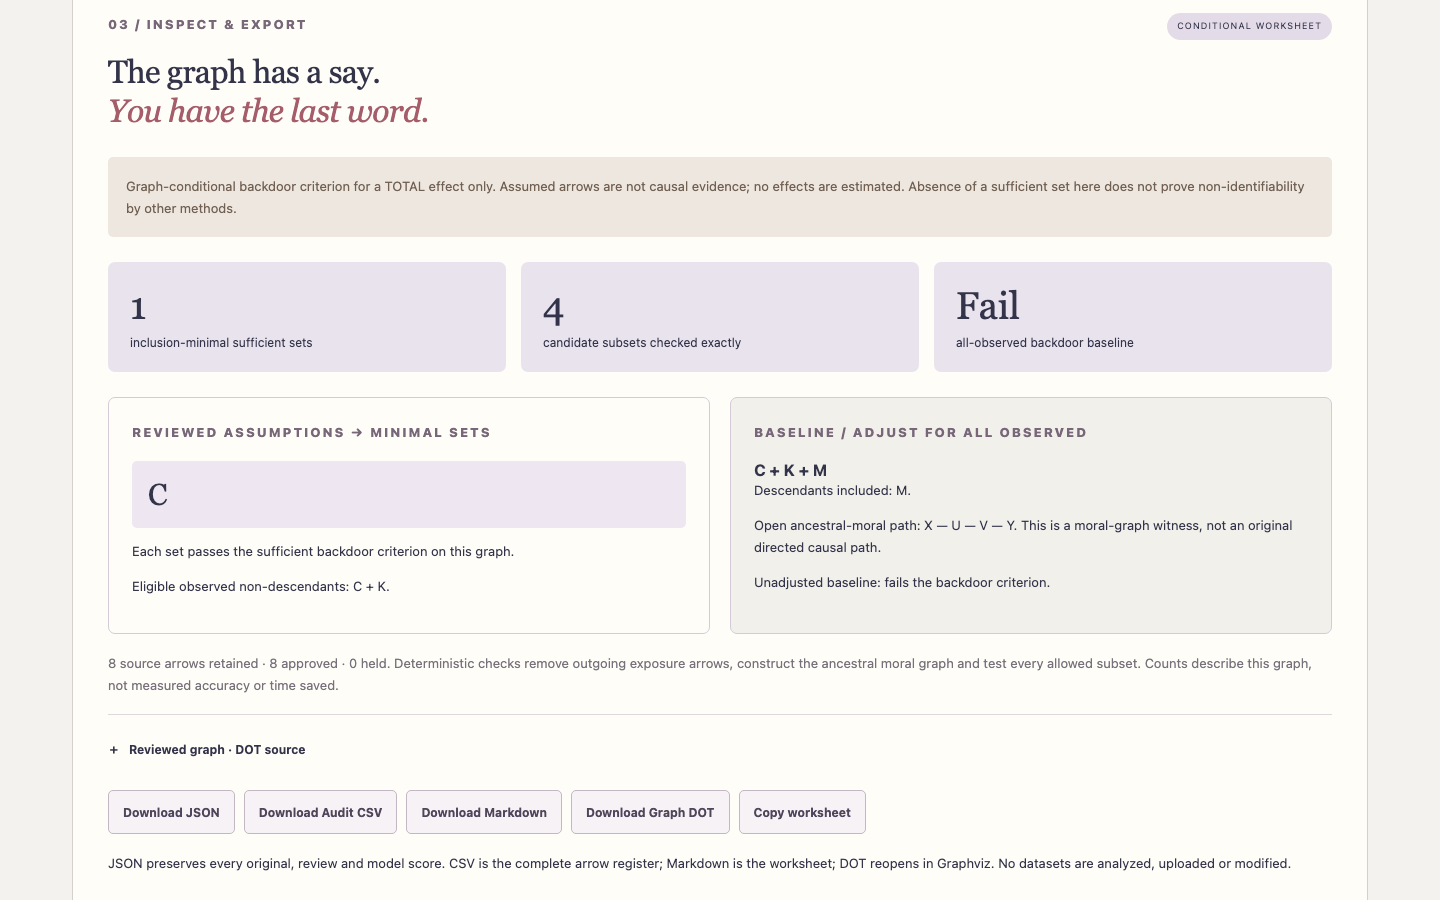 03 / INSPECT & EXPORT
CONDITIONAL WORKSHEET
The graph has a say.
You have the last word.
Graph-conditional backdoor criterion for a TOTAL effect only. Assumed arrows are not causal evidence; no effects are estimated. Absence of a sufficient set here does not prove non-identifiability
by other methods.
1
inclusion-minimal sufficient sets
4
candidate subsets checked exactly
Fail
all-observed backdoor baseline
REVIEWED ASSUMPTIONS → MINIMAL SETS
C
Each set passes the sufficient backdoor criterion on this graph.
Eligible observed non-descendants: C + K.
BASELINE / ADJUST FOR ALL OBSERVED
C + K + M
Descendants included: M.
Open ancestral-moral path: X — U — V — Y. This is a moral-graph witness, not an original
directed causal path.
Unadjusted baseline: fails the backdoor criterion.
8 source arrows retained · 8 approved · 0 held. Deterministic checks remove outgoing exposure arrows, construct the ancestral moral graph and test every allowed subset. Counts describe this graph,
not measured accuracy or time saved.
+ Reviewed graph · DOT source
Download JSON
Download Audit CSV
Download Markdown
Download Graph DOT
Copy worksheet
JSON preserves every original, review and model score. CSV is the complete arrow register; Markdown is the worksheet; DOT reopens in Graphviz. No datasets are analyzed, uploaded or modified.